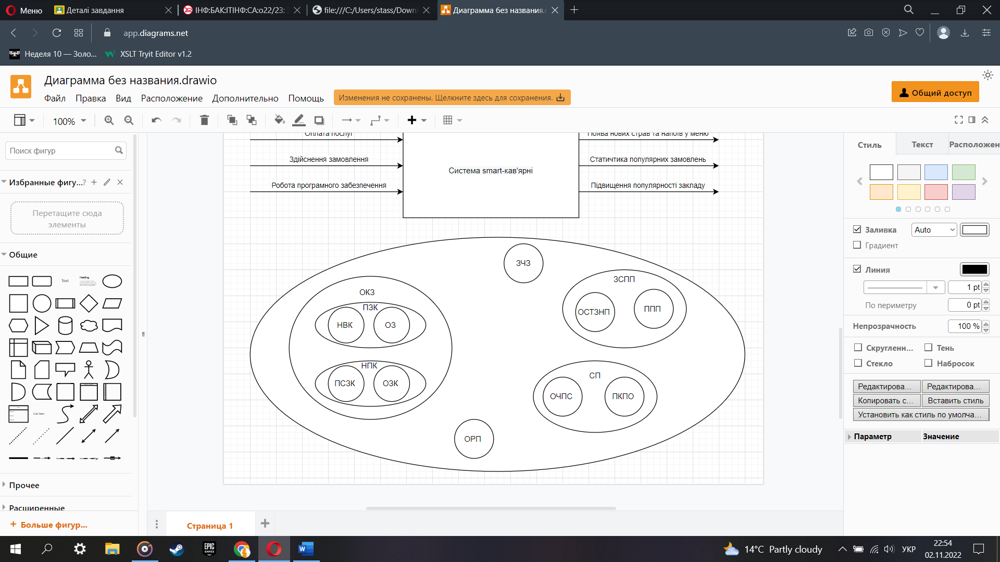 Меню
Деталі завдання
ІНФ:БАК:ІТІНФ:СА:о22/23:
file:///C:/Users/stass/Down
Диаграмма без названия.
app.diagrams.net
Неделя 10 — Золо...
XSLT Tryit Editor v1.2
Диаграмма без названия.drawio
Файл Правка Вид Расположение Дополнительно Помощь
Изменения не сохранены. Щелкните здесь для сохранения.
Общий доступ
100%
Поиск фигур
Избранные фигу...?
Перетащите сюда
элементы
Общие
Text
Heading
List Item
Прочее
Расширенные
Больше фигур...
Оплата послуг
Здійснення замовлення
Робота програмного забезпечення
Система smart-кав'ярні
Поява нових страв та напоїв у меню
Статичтика популярних замовлень
Підвищення популярності закладу
ЗЧЗ
ОКЗ
ПЗК
НВК
ОЗ
НПК
ПСЗК
ОЗК
ЗСПП
ОСТЗНП
ППП
СП
ОЧПС
ПКПО
ОРП
Страница 1
Стиль
Текст
Расположен
Заливка
Auto
Градиент
Линия
1 pt
По периметру
0 pt
Непрозрачность
100 %
Скругленн...
Тень
Стекло
Набросок
Редактирова...
Редактирова...
Копировать с...
Вставить стиль
Установить как стиль по умолча...
Параметр
Значение
EPIC
GAMES
14°C Partly cloudy
УКР
22:54
02.11.2022